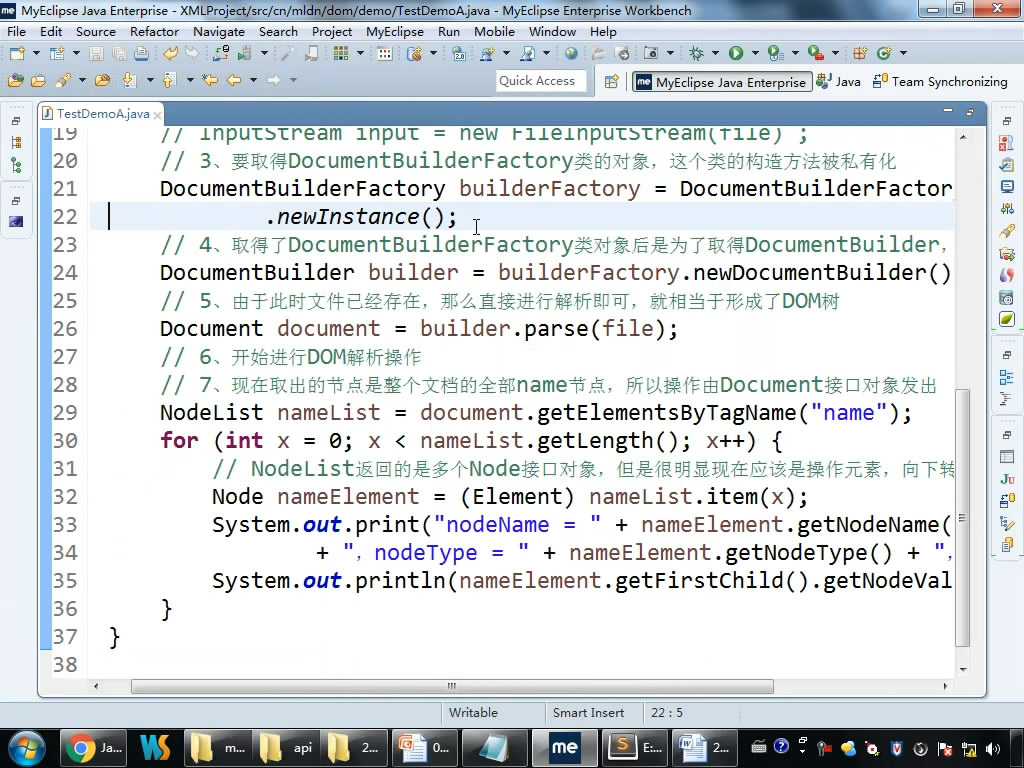 MyEclipse Java Enterprise - XMLProject/src/cn/mldn/dom/demo/TestDemoA.java - MyEclipse Enterprise Workbench
File Edit Source Refactor Navigate Search Project MyEclipse Run Mobile Window Help
Quick Access MyEclipse Java Enterprise Java Team Synchronizing
TestDemoA.java
19 // InputStream input = new FileInputStream(file) ;
20 // 3、要取得DocumentBuilderFactory类的对象，这个类的构造方法被私有化
21 DocumentBuilderFactory builderFactory = DocumentBuilderFactor
22 .newInstance();
23 // 4、取得了DocumentBuilderFactory类对象后是为了取得DocumentBuilder，
24 DocumentBuilder builder = builderFactory.newDocumentBuilder()
25 // 5、由于此时文件已经存在，那么直接进行解析即可，就相当于形成了DOM树
26 Document document = builder.parse(file);
27 // 6、开始进行DOM解析操作
28 // 7、现在取出的节点是整个文档的全部name节点，所以操作由Document接口对象发出
29 NodeList nameList = document.getElementsByTagName("name");
30 for (int x = 0; x < nameList.getLength(); x++) {
31 // NodeList返回的是多个Node接口对象，但是很明显现在应该是操作元素，向下转
32 Node nameElement = (Element) nameList.item(x);
33 System.out.print("nodeName = " + nameElement.getNodeName(
34 + "，nodeType = " + nameElement.getNodeType() + "，
35 System.out.println(nameElement.getFirstChild().getNodeVal
36 }
37 }
38
Writable Smart Insert 22 : 5
Ja... m... api 2... 0... me E:... 2...